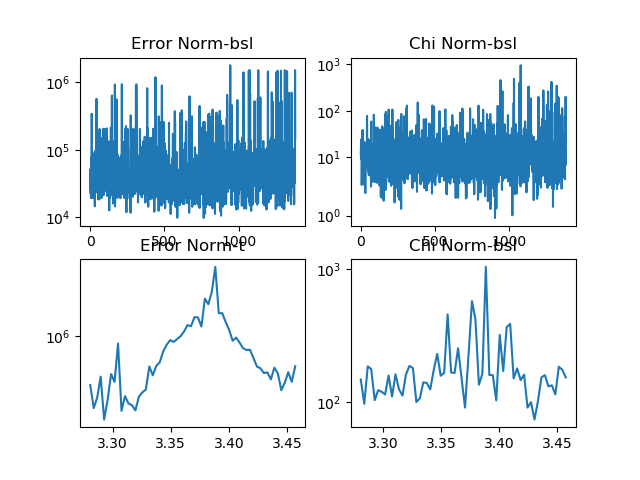 Error Norm-bsl
Chi Norm-bsl
10^6
10^5
10^4
10^3
10^2
10^1
10^0
0 500 1000
0 500 1000
Error Norm-t
Chi Norm-bsl
10^6
10^3
10^2
3.30 3.35 3.40 3.45
3.30 3.35 3.40 3.45